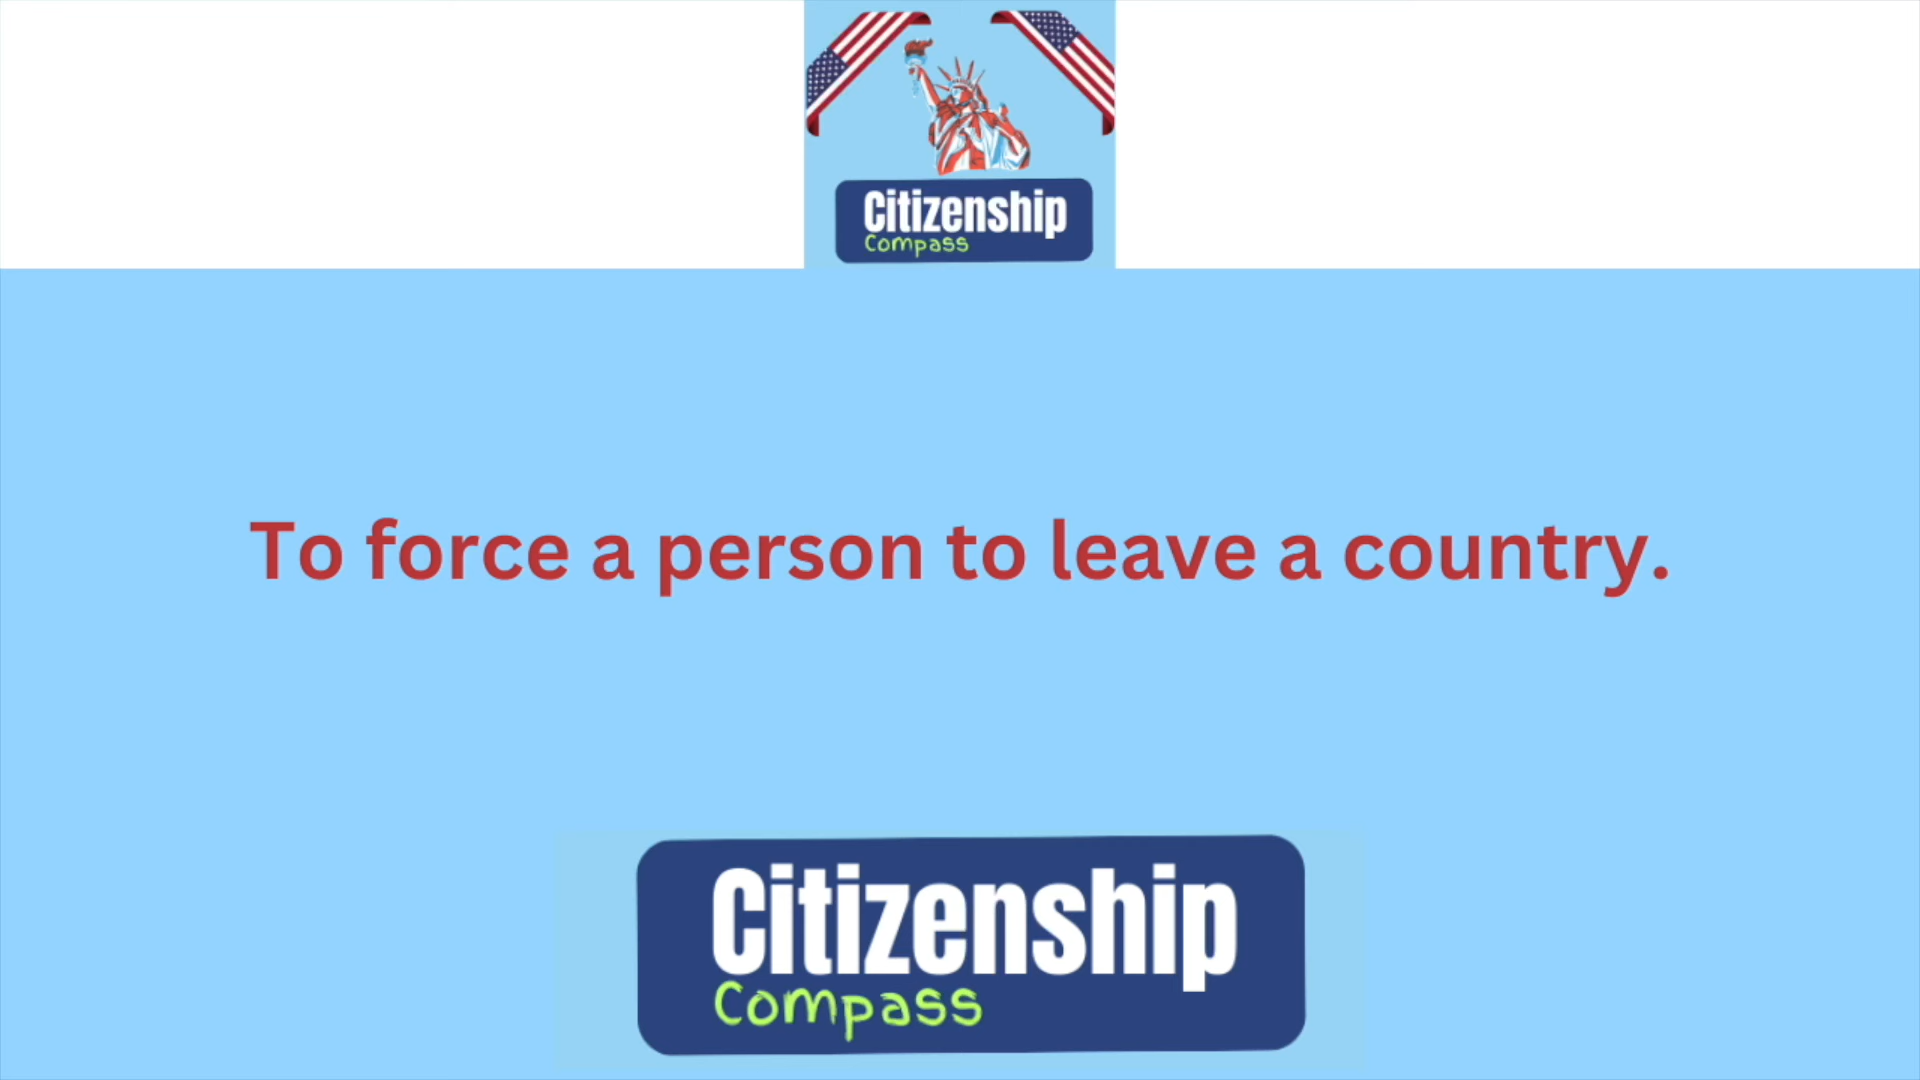 Citizenship
Compass
To force a person to leave a country.
Citizenship
Compass